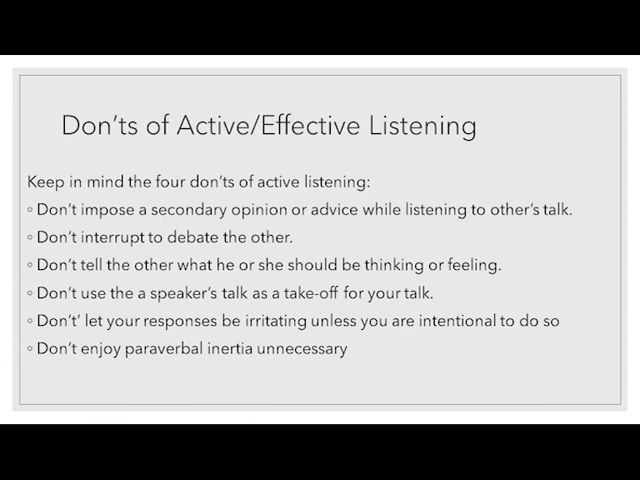 Don’ts of Active/Effective Listening
Keep in mind the four don’ts of active listening:
◦ Don’t impose a secondary opinion or advice while listening to other’s talk.
◦ Don’t interrupt to debate the other.
◦ Don’t tell the other what he or she should be thinking or feeling.
◦ Don’t use the a speaker’s talk as a take-off for your talk.
◦ Don’t‘ let your responses be irritating unless you are intentional to do so
◦ Don’t enjoy paraverbal inertia unnecessary